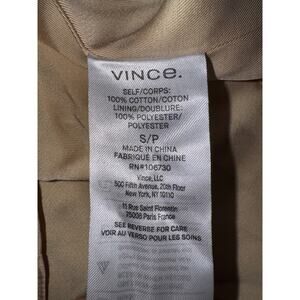 VINCE.
SELF/CORPS:
100% COTTON/COTON
LINING/DOUBLURE:
100% POLYESTER/
POLYESTER
S/P
MADE IN CHINA
FABRIQUÉ EN CHINE
RN#106730
Vince, LLC
500 Fifth Avenue, 20th Floor
New York, NY 10110
11 Rue Saint Florentin
75008 Paris France
SEE REVERSE FOR CARE
VOIR AU VERSO POUR LES SOINS